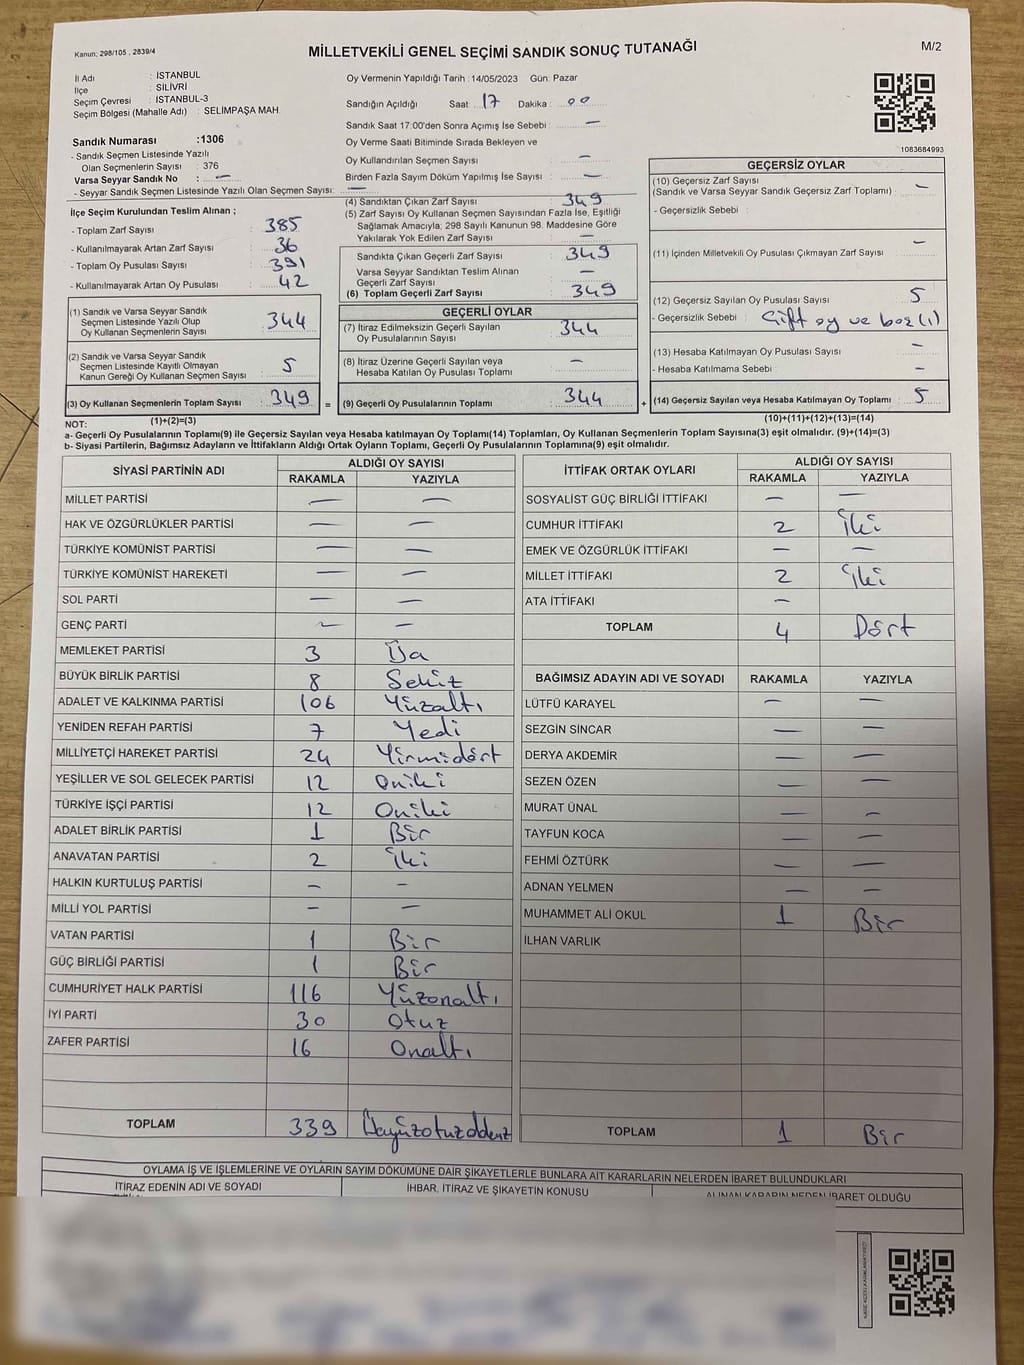 Kanun; 298/105 , 2839/4
MİLLETVEKİLİ GENEL SEÇİMİ SANDIK SONUÇ TUTANAĞI
M/2
İl Adı : İSTANBUL
İlçe : SİLİVRİ
Seçim Çevresi : İSTANBUL-3
Seçim Bölgesi (Mahalle Adı) : SELİMPAŞA MAH.
Oy Vermenin Yapıldığı Tarih : 14/05/2023 Gün: Pazar
Sandığın Açıldığı Saat : 17 Dakika : 00
Sandık Saat 17:00'den Sonra Açımış İse Sebebi : —
Oy Verme Saati Bitiminde Sırada Bekleyen ve
Oy Kullandırılan Seçmen Sayısı : —
Birden Fazla Sayım Döküm Yapılmış İse Sayısı : —
1083684993
Sandık Numarası :1306
- Sandık Seçmen Listesinde Yazılı
Olan Seçmenlerin Sayısı : 376
Varsa Seyyar Sandık No : —
- Seyyar Sandık Seçmen Listesinde Yazılı Olan Seçmen Sayısı: —
İlçe Seçim Kurulundan Teslim Alınan ;
- Toplam Zarf Sayısı : 385
- Kullanılmayarak Artan Zarf Sayısı : 36
- Toplam Oy Pusulası Sayısı : 391
- Kullanılmayarak Artan Oy Pusulası : 42
(1) Sandık ve Varsa Seyyar Sandık
Seçmen Listesinde Yazılı Olup
Oy Kullanan Seçmenlerin Sayısı : 344
(2) Sandık ve Varsa Seyyar Sandık
Seçmen Listesinde Kayıtlı Olmayan
Kanun Gereği Oy Kullanan Seçmen Sayısı : 5
(3) Oy Kullanan Seçmenlerin Toplam Sayısı : 349
(1)+(2)=(3)
(4) Sandıktan Çıkan Zarf Sayısı : 349
(5) Zarf Sayısı Oy Kullanan Seçmen Sayısından Fazla İse, Eşitliği
Sağlamak Amacıyla; 298 Sayılı Kanunun 98. Maddesine Göre
Yakılarak Yok Edilen Zarf Sayısı : —
Sandıkta Çıkan Geçerli Zarf Sayısı : 349
Varsa Seyyar Sandıktan Teslim Alınan
Geçerli Zarf Sayısı : —
(6) Toplam Geçerli Zarf Sayısı : 349
GEÇERLİ OYLAR
(7) İtiraz Edilmeksizin Geçerli Sayılan
Oy Pusulalarının Sayısı : 344
(8) İtiraz Üzerine Geçerli Sayılan veya
Hesaba Katılan Oy Pusulası Toplamı : —
= (9) Geçerli Oy Pusulalarının Toplamı : 344
GEÇERSİZ OYLAR
(10) Geçersiz Zarf Sayısı
(Sandık ve Varsa Seyyar Sandık Geçersiz Zarf Toplamı) : —
- Geçersizlik Sebebi :
(11) İçinden Milletvekili Oy Pusulası Çıkmayan Zarf Sayısı : —
(12) Geçersiz Sayılan Oy Pusulası Sayısı : 5
- Geçersizlik Sebebi : Çift oy ve boş (1)
(13) Hesaba Katılmayan Oy Pusulası Sayısı : —
- Hesaba Katılmama Sebebi : —
+ (14) Geçersiz Sayılan veya Hesaba Katılmayan Oy Toplamı : 5
(10)+(11)+(12)+(13)=(14)
NOT:
a- Geçerli Oy Pusulalarının Toplamı(9) ile Geçersiz Sayılan veya Hesaba katılmayan Oy Toplamı(14) Toplamları, Oy Kullanan Seçmenlerin Toplam Sayısına(3) eşit olmalıdır. (9)+(14)=(3)
b- Siyasi Partilerin, Bağımsız Adayların ve İttifakların Aldığı Ortak Oyların Toplamı, Geçerli Oy Pusulalarının Toplamına(9) eşit olmalıdır.
SİYASİ PARTİNİN ADI ALDIĞI OY SAYISI
RAKAMLA YAZIYLA
MİLLET PARTİSİ — —
HAK VE ÖZGÜRLÜKLER PARTİSİ — —
TÜRKİYE KOMÜNİST PARTİSİ — —
TÜRKİYE KOMÜNİST HAREKETİ — —
SOL PARTİ — —
GENÇ PARTİ — —
MEMLEKET PARTİSİ 3 Üç
BÜYÜK BİRLİK PARTİSİ 8 Sekiz
ADALET VE KALKINMA PARTİSİ 106 Yüzaltı
YENİDEN REFAH PARTİSİ 7 Yedi
MİLLİYETÇİ HAREKET PARTİSİ 24 Yirmidört
YEŞİLLER VE SOL GELECEK PARTİSİ 12 Oniki
TÜRKİYE İŞÇİ PARTİSİ 12 Oniki
ADALET BİRLİK PARTİSİ 1 Bir
ANAVATAN PARTİSİ 2 İki
HALKIN KURTULUŞ PARTİSİ — —
MİLLİ YOL PARTİSİ — —
VATAN PARTİSİ 1 Bir
GÜÇ BİRLİĞİ PARTİSİ 1 Bir
CUMHURİYET HALK PARTİSİ 116 Yüzonaltı
İYİ PARTİ 30 Otuz
ZAFER PARTİSİ 16 Onaltı
TOPLAM 339
İTTİFAK ORTAK OYLARI ALDIĞI OY SAYISI
RAKAMLA YAZIYLA
SOSYALİST GÜÇ BİRLİĞİ İTTİFAKI — —
CUMHUR İTTİFAKI 2 İki
EMEK VE ÖZGÜRLÜK İTTİFAKI — —
MİLLET İTTİFAKI 2 İki
ATA İTTİFAKI —
TOPLAM 4 Dört
BAĞIMSIZ ADAYIN ADI VE SOYADI RAKAMLA YAZIYLA
LÜTFÜ KARAYEL — —
SEZGİN SİNCAR — —
DERYA AKDEMİR — —
SEZEN ÖZEN — —
MURAT ÜNAL — —
TAYFUN KOCA — —
FEHMİ ÖZTÜRK — —
ADNAN YELMEN — —
MUHAMMET ALİ OKUL 1 Bir
İLHAN VARLIK
TOPLAM 1 Bir
OYLAMA İŞ VE İŞLEMLERİNE VE OYLARIN SAYIM DÖKÜMÜNE DAİR ŞİKAYETLERLE BUNLARA AİT KARARLARIN NELERDEN İBARET BULUNDUKLARI
İTİRAZ EDENİN ADI VE SOYADI İHBAR, İTİRAZ VE ŞİKAYETİN KONUSU ALINAN KARARIN NEDEN İBARET OLDUĞU